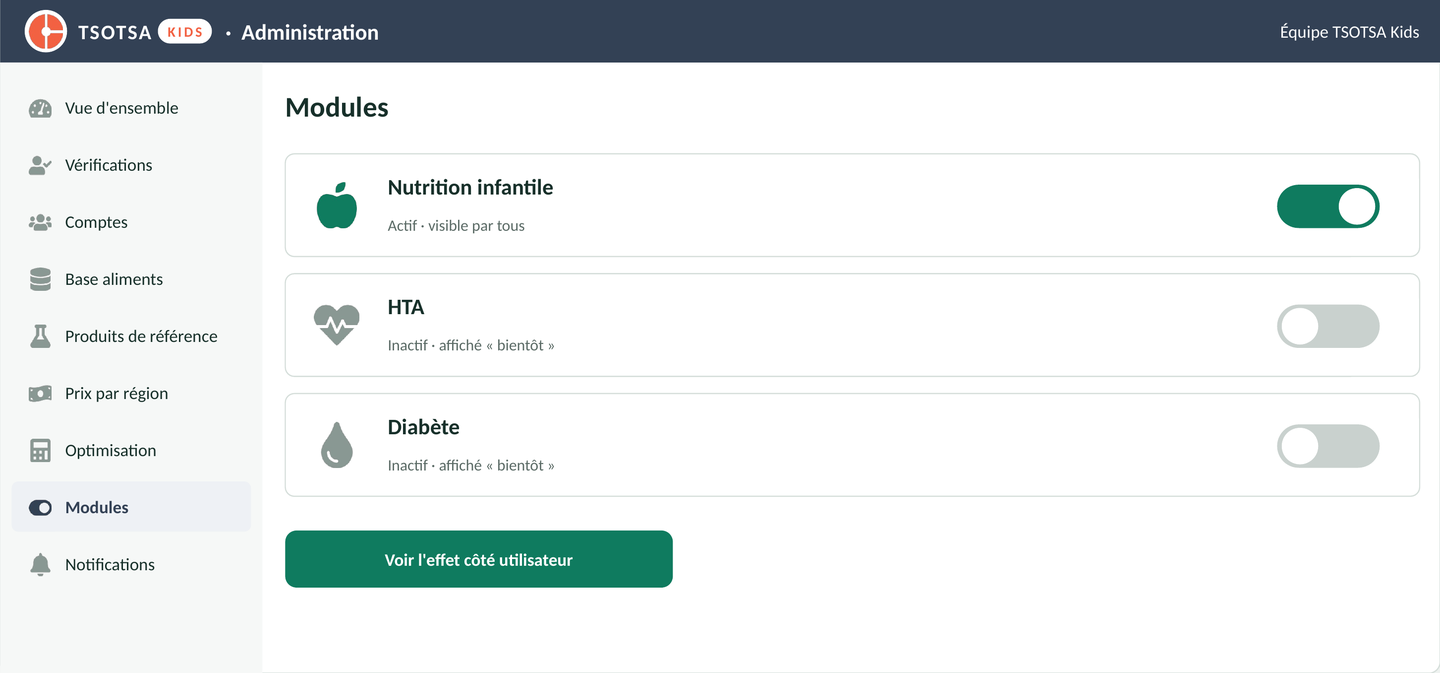 TSOTSA KIDS · Administration
Équipe TSOTSA Kids
Vue d'ensemble
Vérifications
Comptes
Base aliments
Produits de référence
Prix par région
Optimisation
Modules
Notifications
Modules
Nutrition infantile
Actif · visible par tous
HTA
Inactif · affiché « bientôt »
Diabète
Inactif · affiché « bientôt »
Voir l'effet côté utilisateur